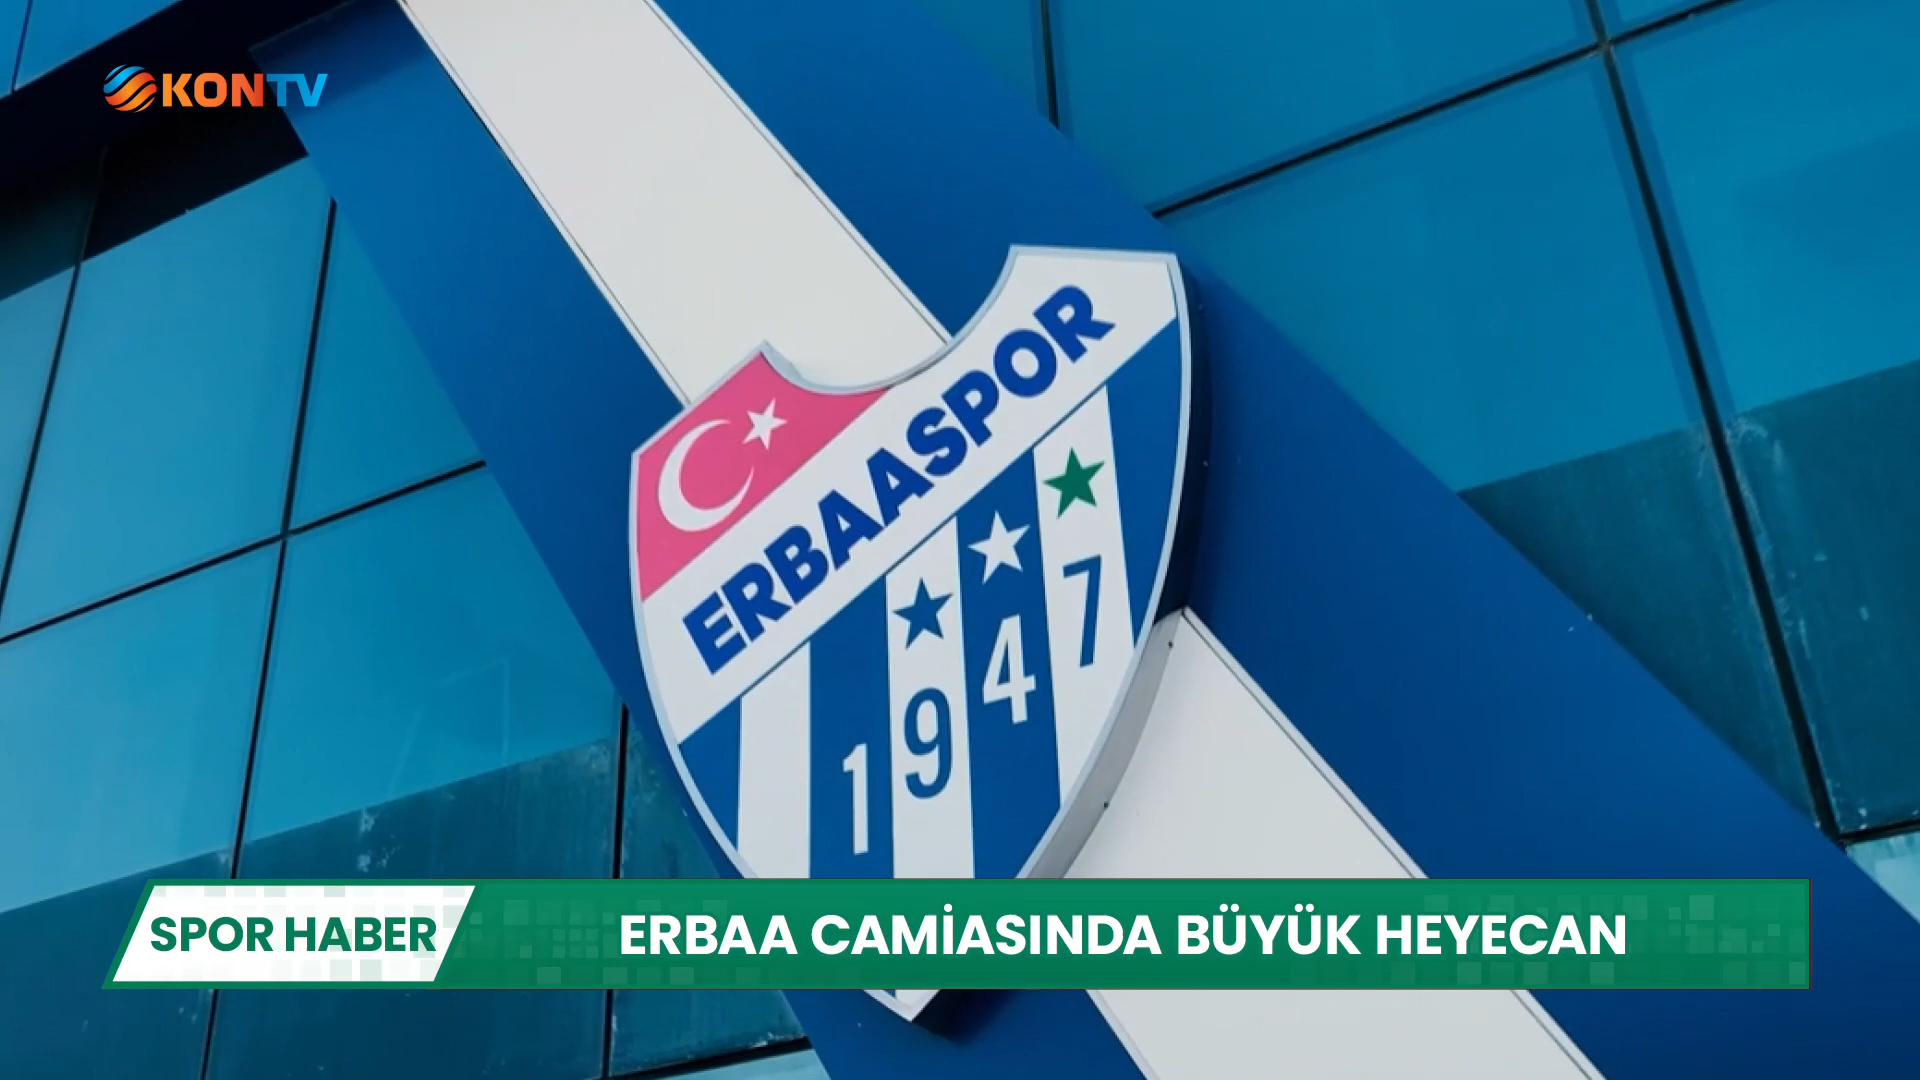 KONTV
ERBAASPOR
1947
SPOR HABER
ERBAA CAMİASINDA BÜYÜK HEYECAN